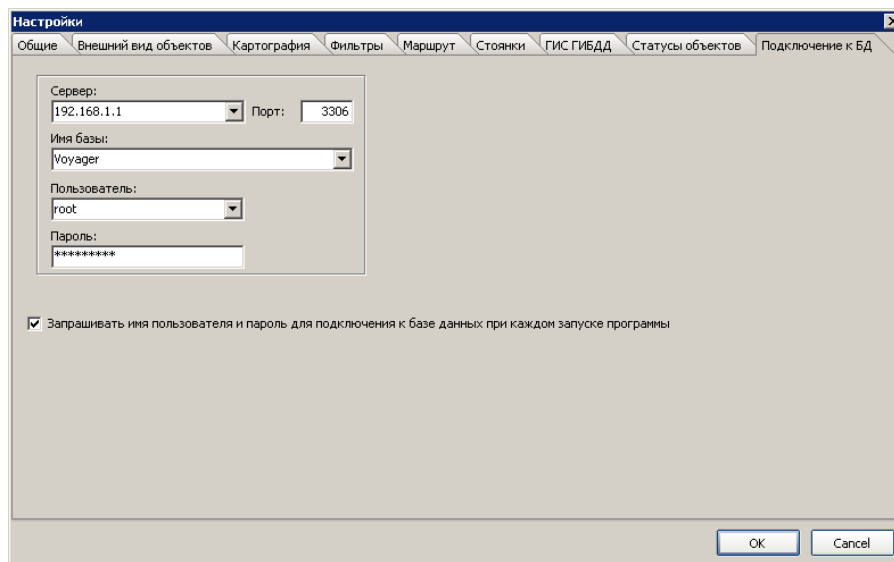 Настройки
Общие Внешний вид объектов Картография Фильтры Маршрут Стоянки ГИС ГИБДД Статусы объектов Подключение к БД
Сервер:
192.168.1.1 Порт: 3306
Имя базы:
Voyager
Пользователь:
root
Пароль:
*********
Запрашивать имя пользователя и пароль для подключения к базе данных при каждом запуске программы
OK Cancel